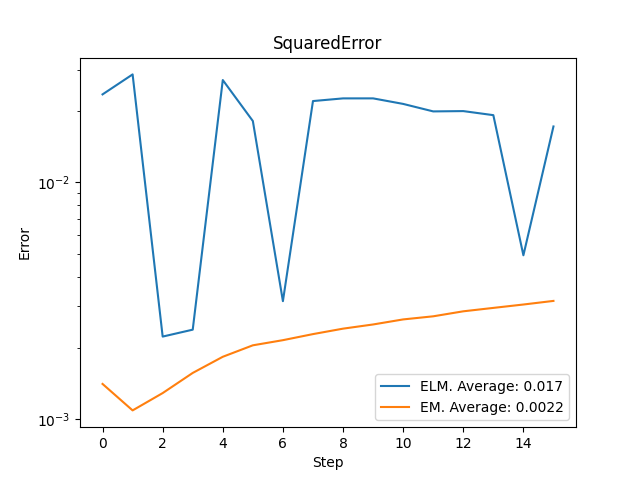 SquaredError
Error
10⁻²
10⁻³
ELM. Average: 0.017
EM. Average: 0.0022
0 2 4 6 8 10 12 14
Step